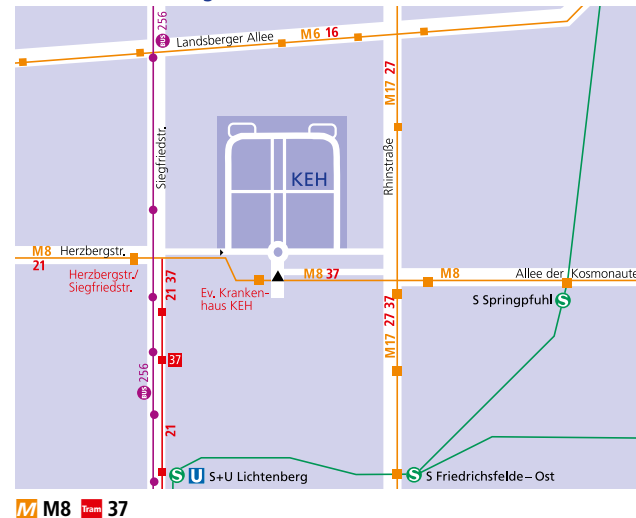 BUS 256
Landsberger Allee
M6 16
M17 27
Siegfriedstr.
Rhinstraße
KEH
M8
21
Herzbergstr.
Herzbergstr./
Siegfriedstr.
21 37
Ev. Kranken-
haus KEH
M8 37
M8
Allee der Kosmonaute
S Springpfuhl
S
M17 27 37
37
BUS 256
21
S U S+U Lichtenberg
S S Friedrichsfelde – Ost
M M8 Tram 37